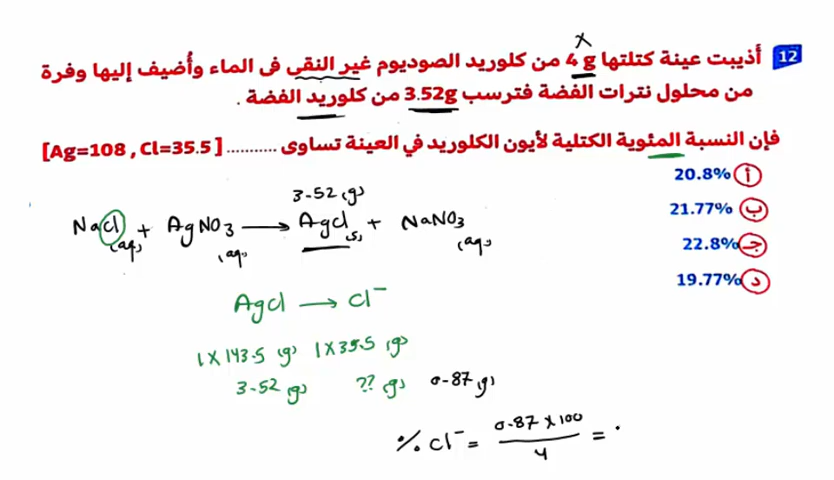 12 أذيبت عينة كتلتها 4 g من كلوريد الصوديوم غير النقى فى الماء وأُضيف إليها وفرة
من محلول نترات الفضة فترسب 3.52g من كلوريد الفضة .
فإن النسبة المئوية الكتلية لأيون الكلوريد في العينة تساوى ........... [Ag=108 , Cl=35.5]
أ 20.8%
ب 21.77%
جـ 22.8%
د 19.77%
3.52 (g)
NaCl + AgNO3 → AgCl + NaNO3
(aq) (aq) (s) (aq)
AgCl → Cl⁻
1 X 143.5 (g) 1 X 35.5 (g)
3.52 (g) ?? (g) 0.87 (g)
% Cl⁻ = 0.87 X 100 / 4 =